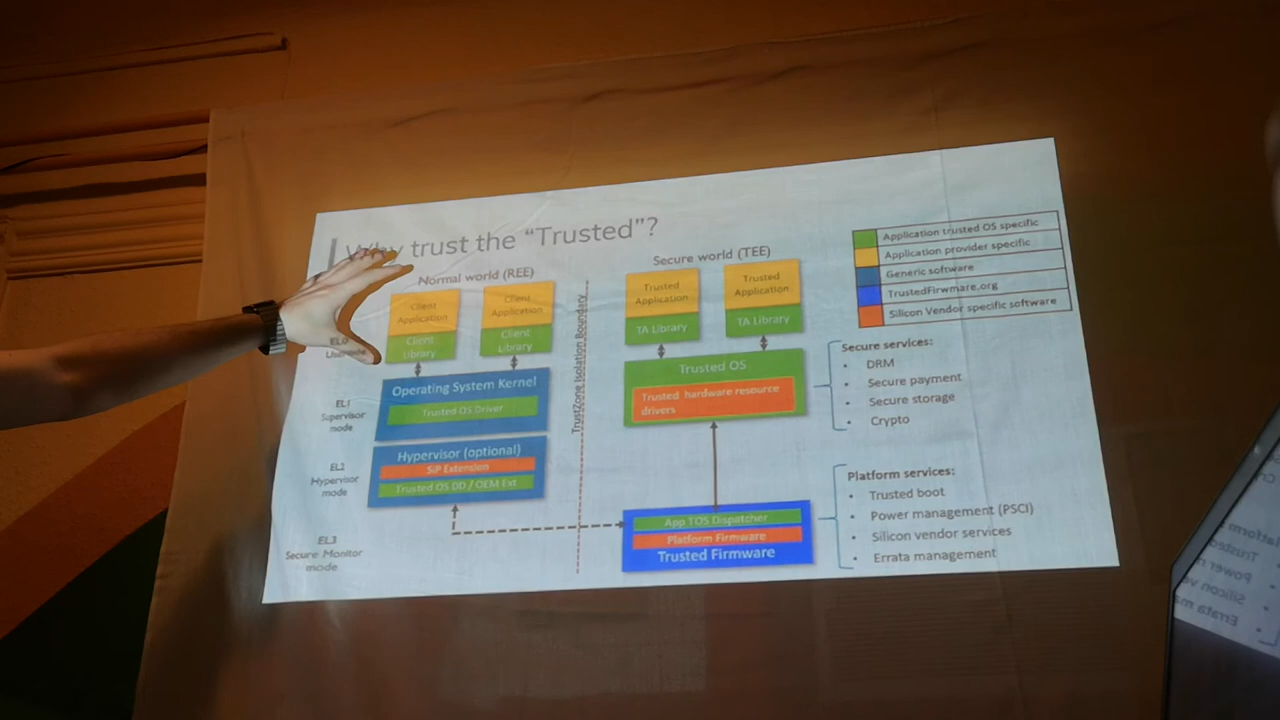 Why trust the "Trusted"?
Normal world (REE)
Client
Application
Client
Library
Client
Application
Client
Library
EL0
Operating System Kernel
Trusted OS Driver
EL1
Supervisor
mode
Hypervisor (optional)
SiP Extension
Trusted OS DD / OEM Ext
EL2
Hypervisor
mode
EL3
Secure Monitor
mode
TrustZone Isolation Boundary
Secure world (TEE)
Trusted
Application
TA Library
Trusted
Application
TA Library
Trusted OS
Trusted hardware resource
drivers
App TOS Dispatcher
Platform Firmware
Trusted Firmware
Application trusted OS specific
Application provider specific
Generic software
TrustedFirwmare.org
Silicon Vendor specific software
Secure services:
• DRM
• Secure payment
• Secure storage
• Crypto
Platform services:
• Trusted boot
• Power management (PSCI)
• Silicon vendor services
• Errata management